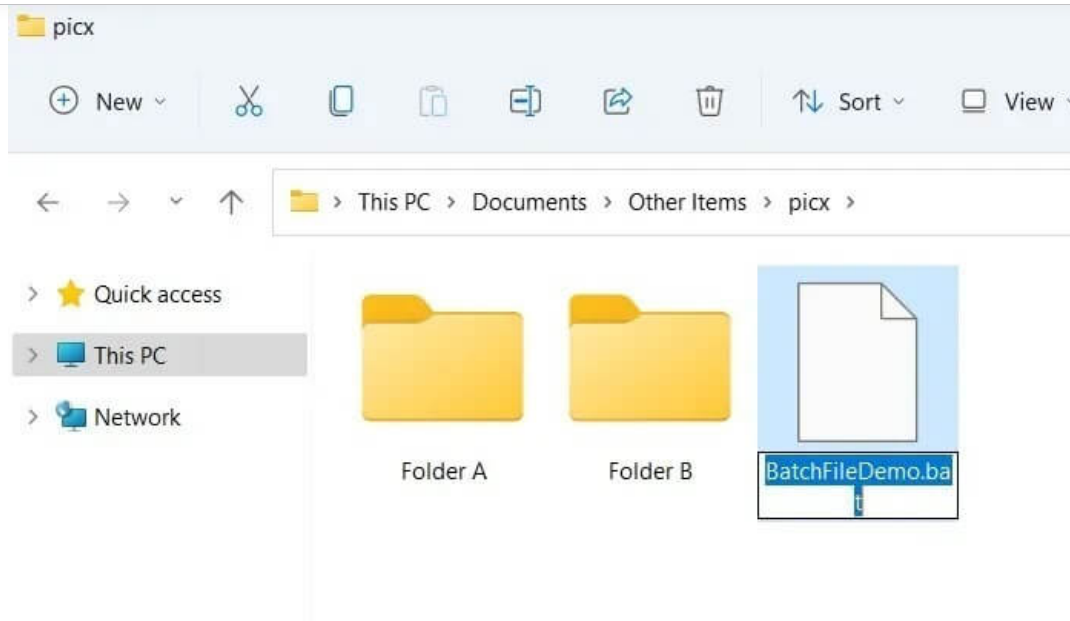 picx
New
Sort
View
This PC > Documents > Other Items > picx >
Quick access
This PC
Network
Folder A
Folder B
BatchFileDemo.ba
t